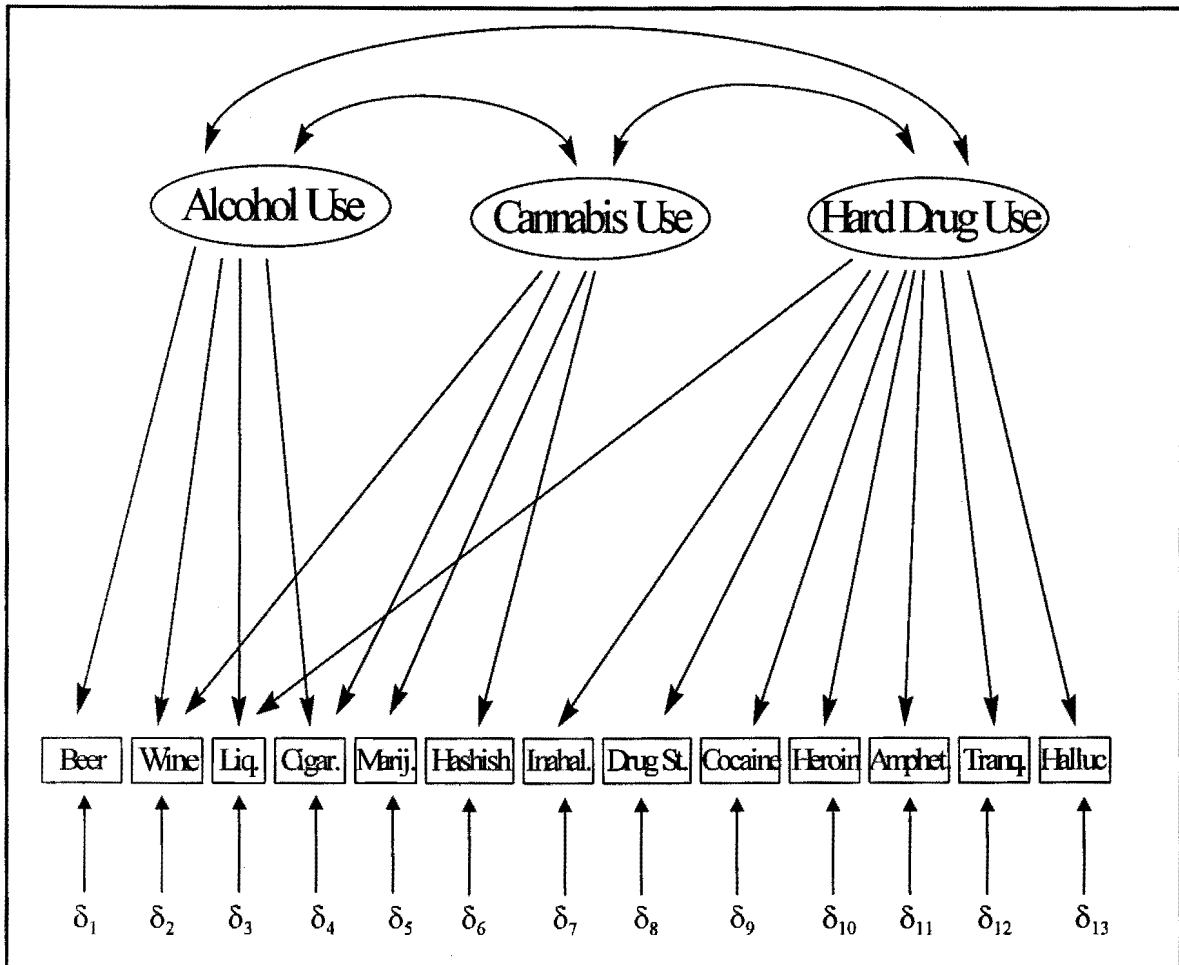 Alcohol Use Cannabis Use Hard Drug Use
Beer Wine Liq. Cigar. Marij. Hashish Inahal. Drug St. Cocaine Heroin Amphet. Tranq. Halluc
δ₁ δ₂ δ₃ δ₄ δ₅ δ₆ δ₇ δ₈ δ₉ δ₁₀ δ₁₁ δ₁₂ δ₁₃